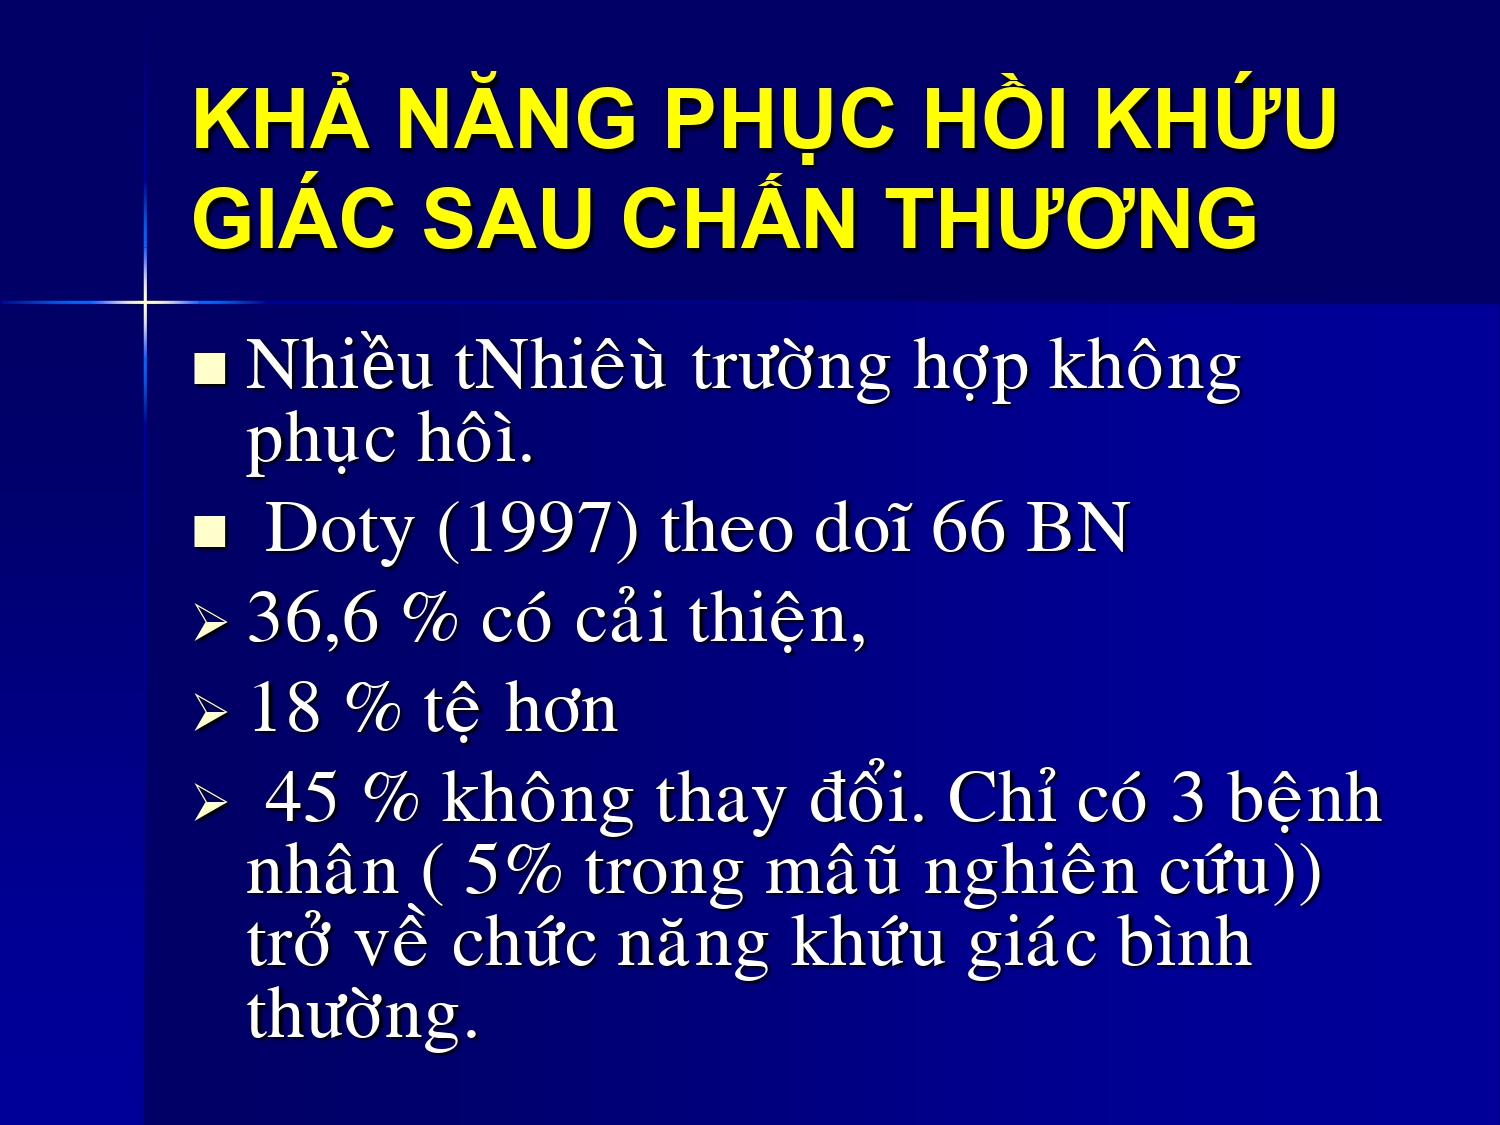 KHẢ NĂNG PHỤC HỒI KHỨU
GIÁC SAU CHẤN THƯƠNG
Nhiều tNhiêù trường hợp không
phục hôì.
Doty (1997) theo doĩ 66 BN
36,6 % có cải thiện,
18 % tệ hơn
45 % không thay đổi. Chỉ có 3 bệnh
nhân ( 5% trong mâũ nghiên cứu))
trở về chức năng khứu giác bình
thường.